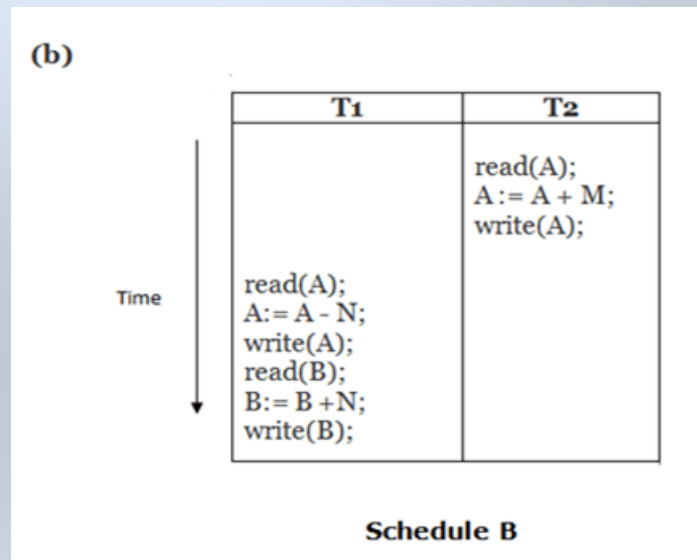 (b)
T1 T2
read(A);
A := A + M;
write(A);
Time
read(A);
A:= A - N;
write(A);
read(B);
B:= B +N;
write(B);
Schedule B